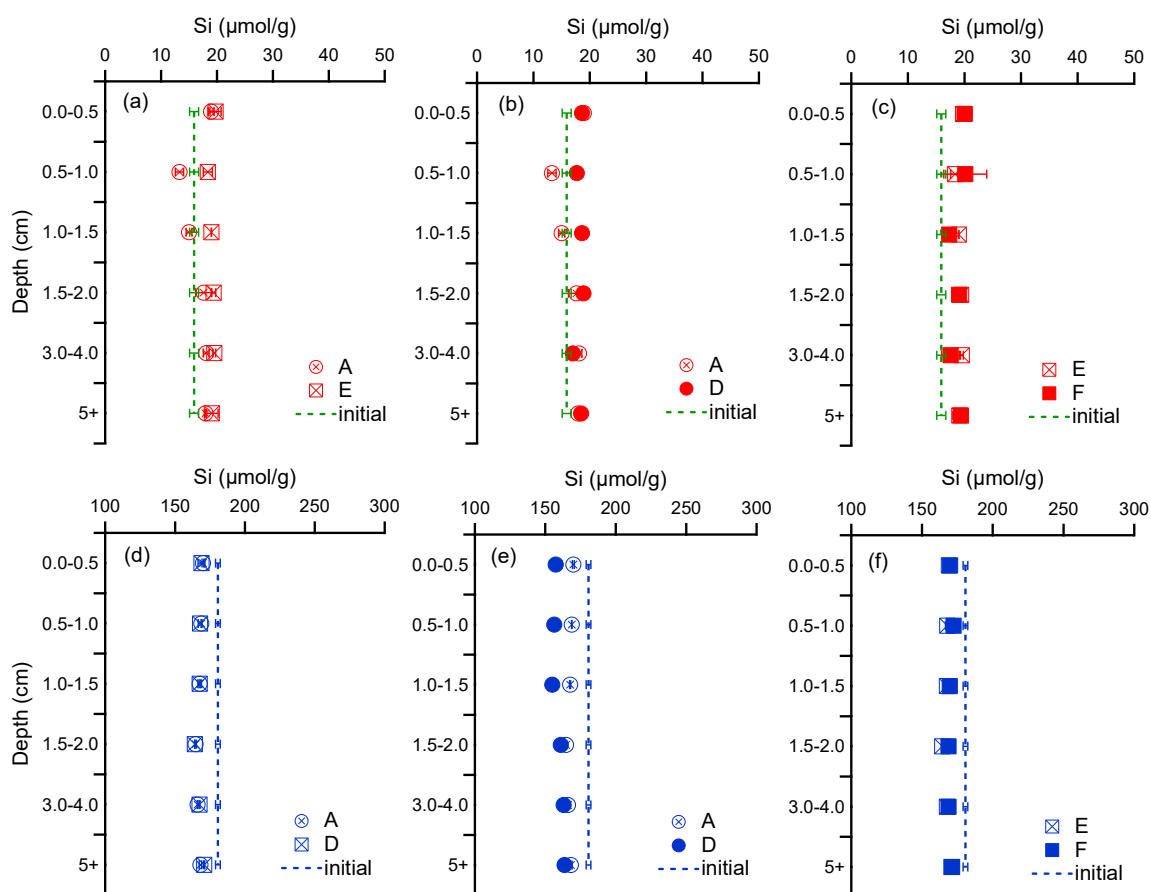 Si (μmol/g)
0 10 20 30 40 50
(a)
Depth (cm)
0.0-0.5
0.5-1.0
1.0-1.5
1.5-2.0
3.0-4.0
5+
A
E
initial
Si (μmol/g)
0 10 20 30 40 50
(b)
0.0-0.5
0.5-1.0
1.0-1.5
1.5-2.0
3.0-4.0
5+
A
D
initial
Si (μmol/g)
0 10 20 30 40 50
(c)
0.0-0.5
0.5-1.0
1.0-1.5
1.5-2.0
3.0-4.0
5+
E
F
initial
Si (μmol/g)
100 150 200 250 300
(d)
Depth (cm)
0.0-0.5
0.5-1.0
1.0-1.5
1.5-2.0
3.0-4.0
5+
A
D
initial
Si (μmol/g)
100 150 200 250 300
(e)
0.0-0.5
0.5-1.0
1.0-1.5
1.5-2.0
3.0-4.0
5+
A
D
initial
Si (μmol/g)
100 150 200 250 300
(f)
0.0-0.5
0.5-1.0
1.0-1.5
1.5-2.0
3.0-4.0
5+
E
F
initial